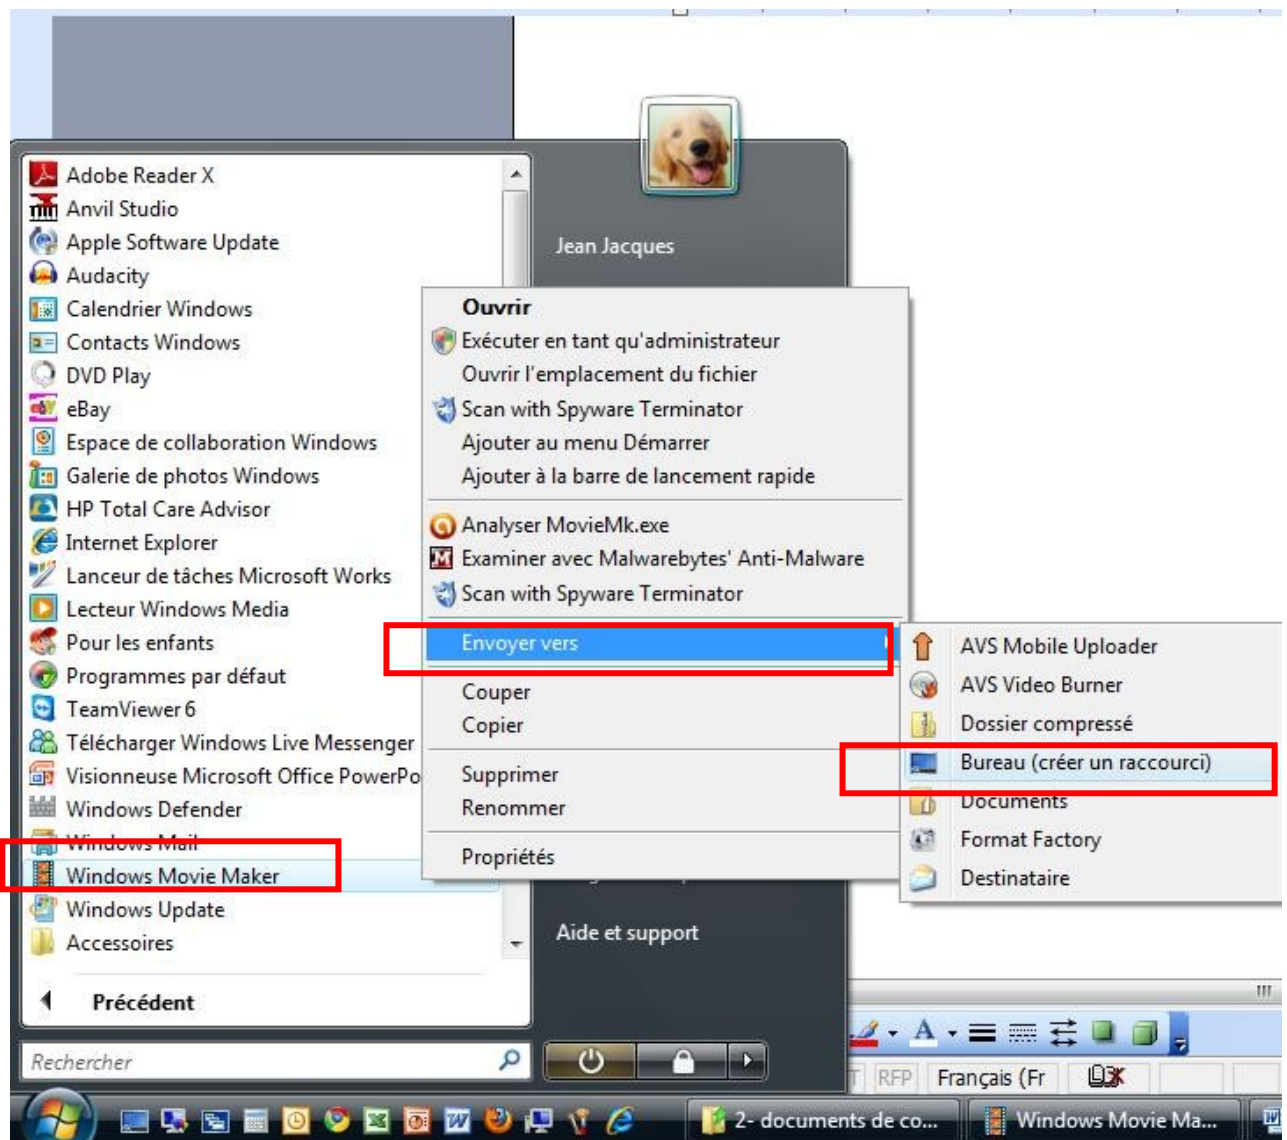 Adobe Reader X
Anvil Studio
Apple Software Update
Audacity
Calendrier Windows
Contacts Windows
DVD Play
eBay
Espace de collaboration Windows
Galerie de photos Windows
HP Total Care Advisor
Internet Explorer
Lanceur de tâches Microsoft Works
Lecteur Windows Media
Pour les enfants
Programmes par défaut
TeamViewer 6
Télécharger Windows Live Messenger
Visionneuse Microsoft Office PowerPo
Windows Defender
Windows Mail
Windows Movie Maker
Windows Update
Accessoires
Précédent
Rechercher
Jean Jacques
Ouvrir
Exécuter en tant qu'administrateur
Ouvrir l'emplacement du fichier
Scan with Spyware Terminator
Ajouter au menu Démarrer
Ajouter à la barre de lancement rapide
Analyser MovieMk.exe
Examiner avec Malwarebytes' Anti-Malware
Scan with Spyware Terminator
Envoyer vers
Couper
Copier
Supprimer
Renommer
Propriétés
AVS Mobile Uploader
AVS Video Burner
Dossier compressé
Bureau (créer un raccourci)
Documents
Format Factory
Destinataire
Aide et support
RFP Français (Fr
2- documents de co... Windows Movie Ma...